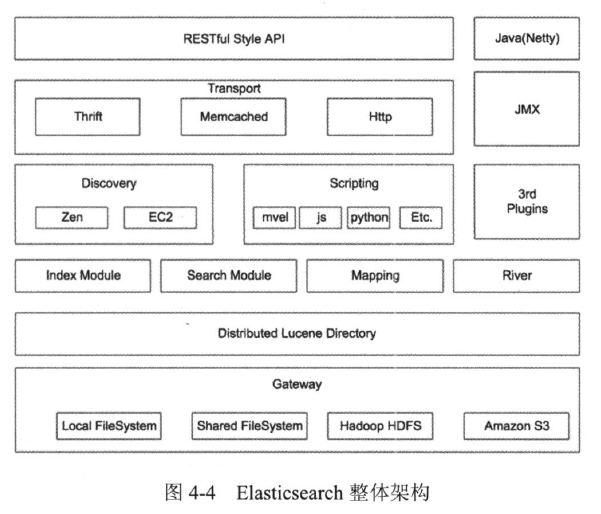 RESTful Style API
Java(Netty)
Transport
Thrift
Memcached
Http
JMX
Discovery
Zen
EC2
Scripting
mvel
js
python
Etc.
3rd
Plugins
Index Module
Search Module
Mapping
River
Distributed Lucene Directory
Gateway
Local FileSystem
Shared FileSystem
Hadoop HDFS
Amazon S3
图 4-4 Elasticsearch 整体架构